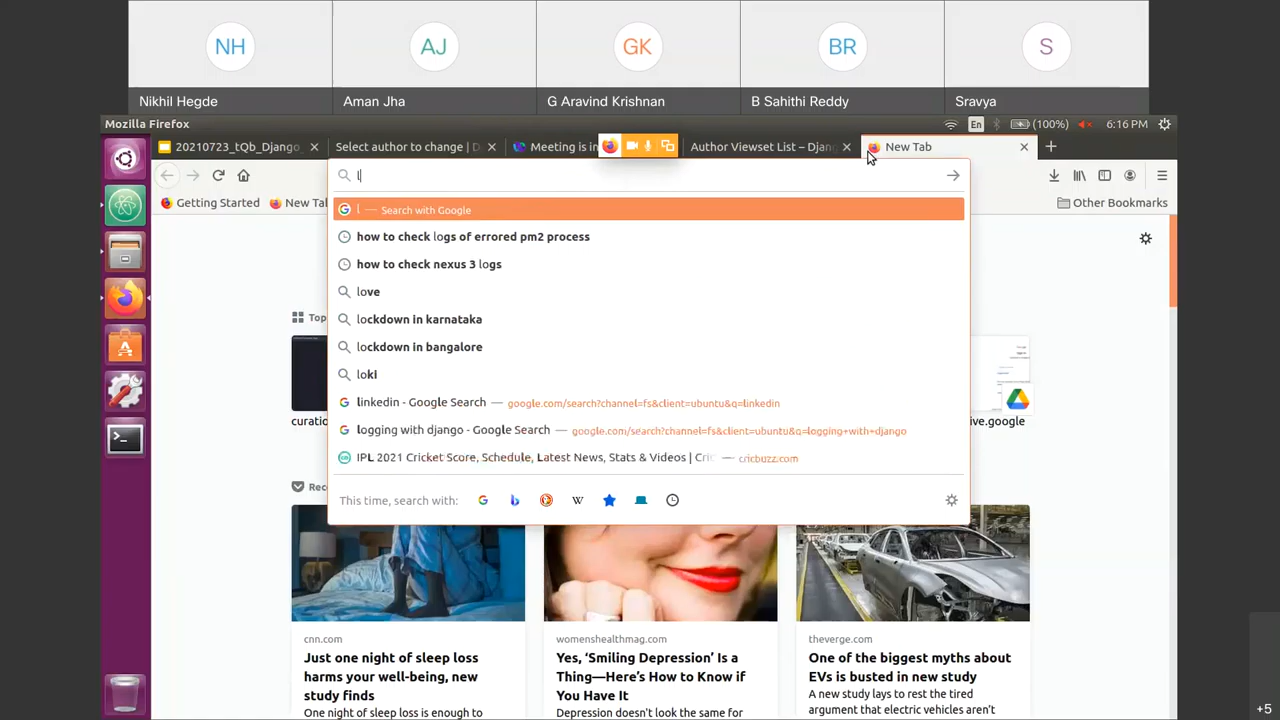 NH
AJ
GK
BR
S
Nikhil Hegde
Aman Jha
G Aravind Krishnan
B Sahithi Reddy
Sravya
Mozilla Firefox
En
(100%)
6:16 PM
20210723_tQb_Django_
Select author to change | D
Meeting is in
Author Viewset List – Djang
New Tab
l
Getting Started
New Tab
Other Bookmarks
l — Search with Google
how to check logs of errored pm2 process
how to check nexus 3 logs
love
lockdown in karnataka
lockdown in bangalore
loki
linkedin - Google Search — google.com/search?channel=fs&client=ubuntu&q=linkedin
logging with django - Google Search — google.com/search?channel=fs&client=ubuntu&q=logging+with+django
IPL 2021 Cricket Score, Schedule, Latest News, Stats & Videos | Cric — cricbuzz.com
This time, search with:
Top
curatio
ive.google
Rec
cnn.com
Just one night of sleep loss
harms your well-being, new
study finds
One night of sleep loss is enough to
womenshealthmag.com
Yes, ‘Smiling Depression’ Is a
Thing—Here’s How to Know if
You Have It
Depression doesn't look the same for
theverge.com
One of the biggest myths about
EVs is busted in new study
A new study lays to rest the tired
argument that electric vehicles aren’t
+5